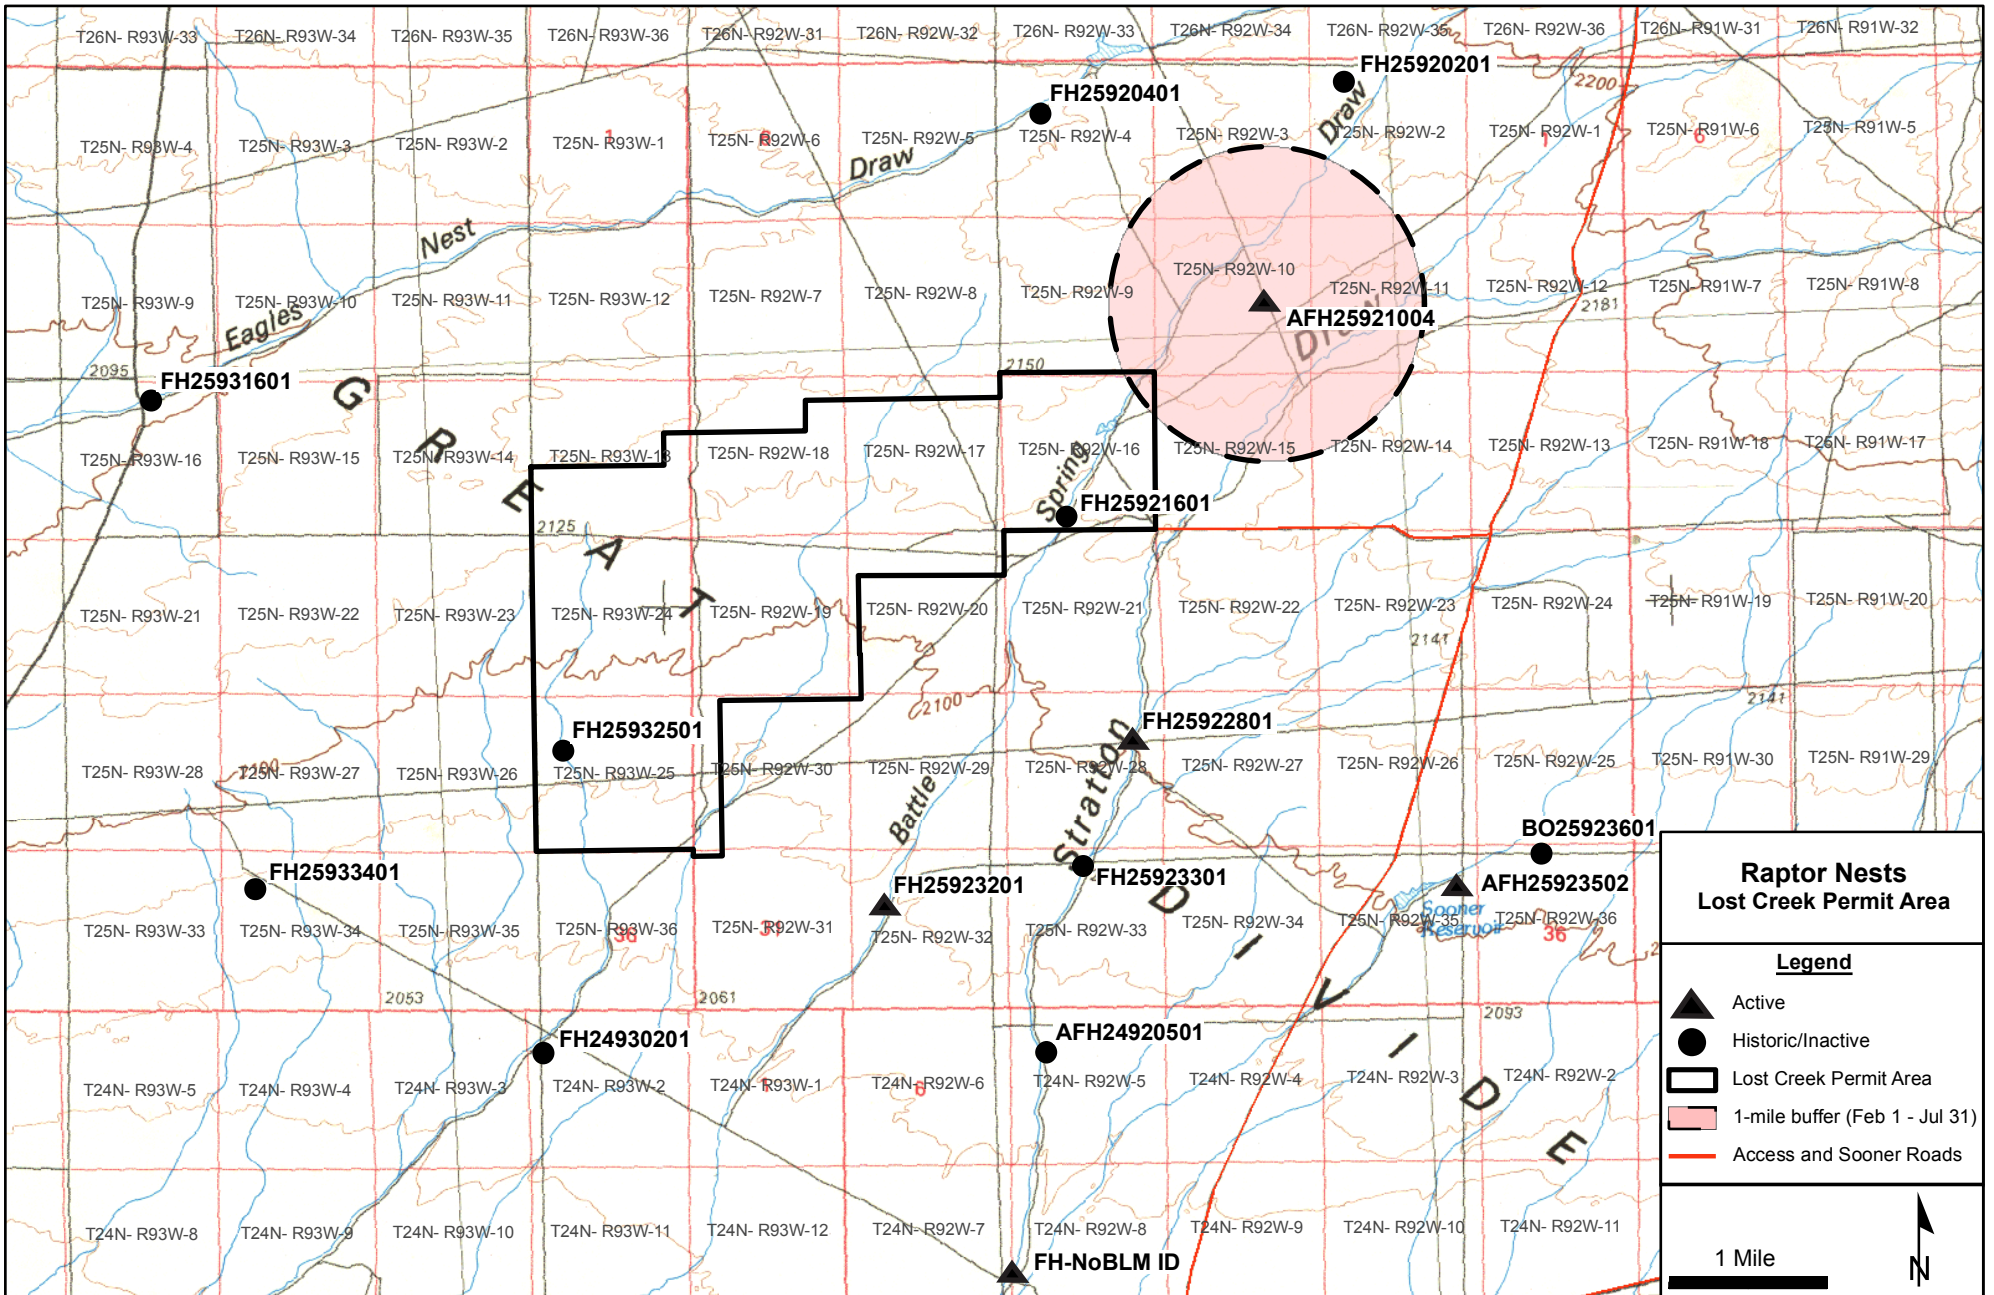 T26N- R93W-33 T26N- R93W-34 T26N- R93W-35 T26N- R93W-36 T26N- R92W-31 T26N- R92W-32 T26N- R92W-33 T26N- R92W-34 T26N- R92W-35 T26N- R92W-36 T26N- R91W-31 T26N- R91W-32
FH25920201
2200
FH25920401
Draw
T25N- R93W-4 T25N- R93W-3 T25N- R93W-2 T25N- R93W-1 T25N- R92W-6 T25N- R92W-5 T25N- R92W-4 T25N- R92W-3 T25N- R92W-2 T25N- R92W-1 T25N- R91W-6 T25N- R91W-5
1 6 1 6
Draw
Nest
T25N- R93W-9 T25N- R93W-10 T25N- R93W-11 T25N- R93W-12 T25N- R92W-7 T25N- R92W-8 T25N- R92W-9 T25N- R92W-10 T25N- R92W-11 T25N- R92W-12 T25N- R91W-7 T25N- R91W-8
2181
AFH25921004
Eagles
Draw
2095
2150
FH25931601
G
R
E
A
T
T25N- R93W-16 T25N- R93W-15 T25N- R93W-14 T25N- R93W-13 T25N- R92W-18 T25N- R92W-17 T25N- R92W-16 T25N- R92W-15 T25N- R92W-14 T25N- R92W-13 T25N- R91W-18 T25N- R91W-17
Spring
FH25921601
2125
T25N- R93W-21 T25N- R93W-22 T25N- R93W-23 T25N- R93W-24 T25N- R92W-19 T25N- R92W-20 T25N- R92W-21 T25N- R92W-22 T25N- R92W-23 T25N- R92W-24 T25N- R91W-19 T25N- R91W-20
2141
2141
2100
FH25932501
FH25922801
T25N- R93W-28 T25N- R93W-27 T25N- R93W-26 T25N- R93W-25 T25N- R92W-30 T25N- R92W-29 T25N- R92W-28 T25N- R92W-27 T25N- R92W-26 T25N- R92W-25 T25N- R91W-30 T25N- R91W-29
2100
Battle
Stratton
BO25923601
FH25933401
FH25923201
FH25923301
AFH25923502
D
I
V
I
D
E
Sooner
Reservoir
T25N- R93W-33 T25N- R93W-34 T25N- R93W-35 T25N- R93W-36 T25N- R92W-31 T25N- R92W-32 T25N- R92W-33 T25N- R92W-34 T25N- R92W-35 T25N- R92W-36
36 31 36
2053
2061
2093
FH24930201
AFH24920501
T24N- R93W-5 T24N- R93W-4 T24N- R93W-3 T24N- R93W-2 T24N- R93W-1 T24N- R92W-6 T24N- R92W-5 T24N- R92W-4 T24N- R92W-3 T24N- R92W-2
1 6
T24N- R93W-8 T24N- R93W-9 T24N- R93W-10 T24N- R93W-11 T24N- R93W-12 T24N- R92W-7 T24N- R92W-8 T24N- R92W-9 T24N- R92W-10 T24N- R92W-11
FH-NoBLM ID
Raptor Nests
Lost Creek Permit Area
Legend
Active
Historic/Inactive
Lost Creek Permit Area
1-mile buffer (Feb 1 - Jul 31)
Access and Sooner Roads
1 Mile
N